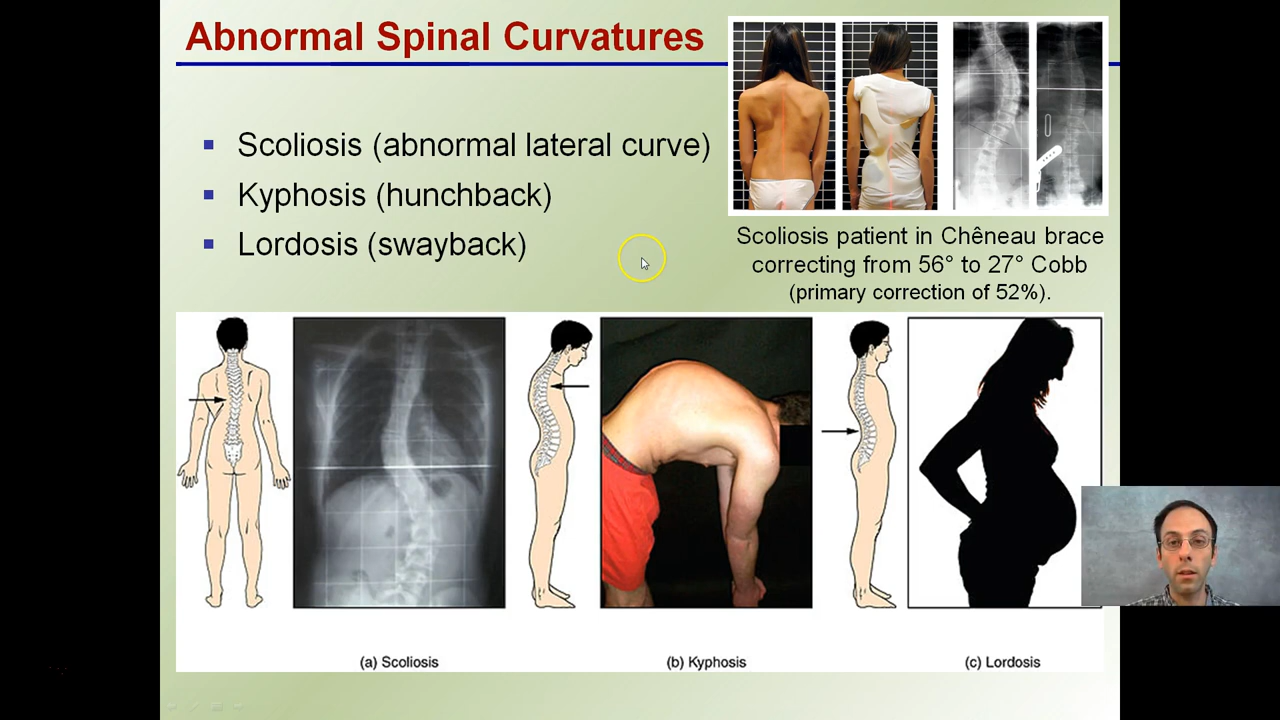 Abnormal Spinal Curvatures
Scoliosis (abnormal lateral curve)
Kyphosis (hunchback)
Lordosis (swayback)
Scoliosis patient in Chêneau brace
correcting from 56° to 27° Cobb
(primary correction of 52%).
(a) Scoliosis
(b) Kyphosis
(c) Lordosis